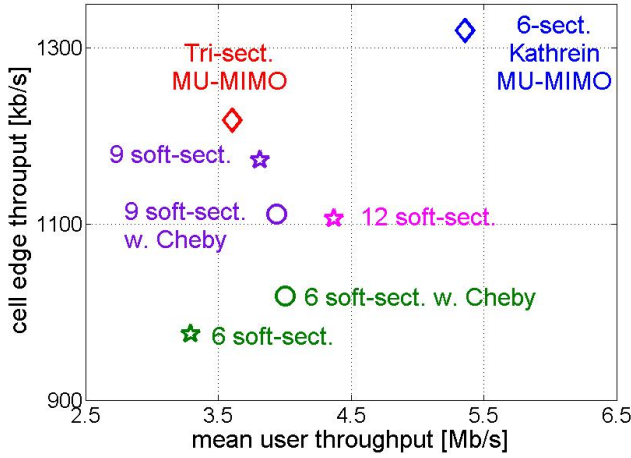 1300
1100
900
cell edge throuput [kb/s]
Tri-sect.
MU-MIMO
6-sect.
Kathrein
MU-MIMO
9 soft-sect.
9 soft-sect.
w. Cheby
12 soft-sect.
6 soft-sect. w. Cheby
6 soft-sect.
2.5 3.5 4.5 5.5 6.5
mean user throughput [Mb/s]